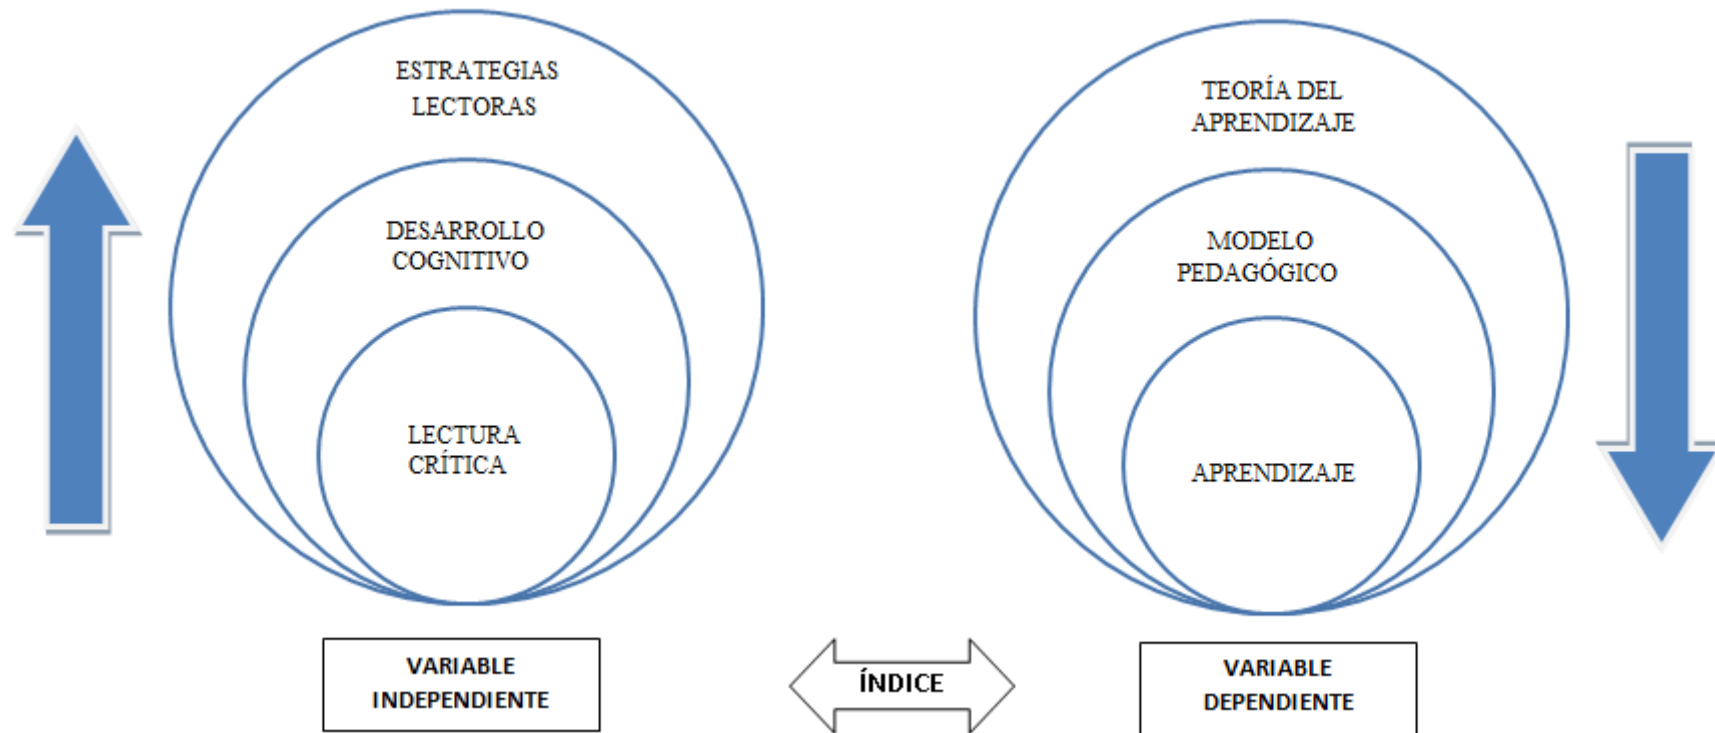 ESTRATEGIAS
LECTORAS
DESARROLLO
COGNITIVO
LECTURA
CRÍTICA
TEORÍA DEL
APRENDIZAJE
MODELO
PEDAGÓGICO
APRENDIZAJE
VARIABLE
INDEPENDIENTE
ÍNDICE
VARIABLE
DEPENDIENTE